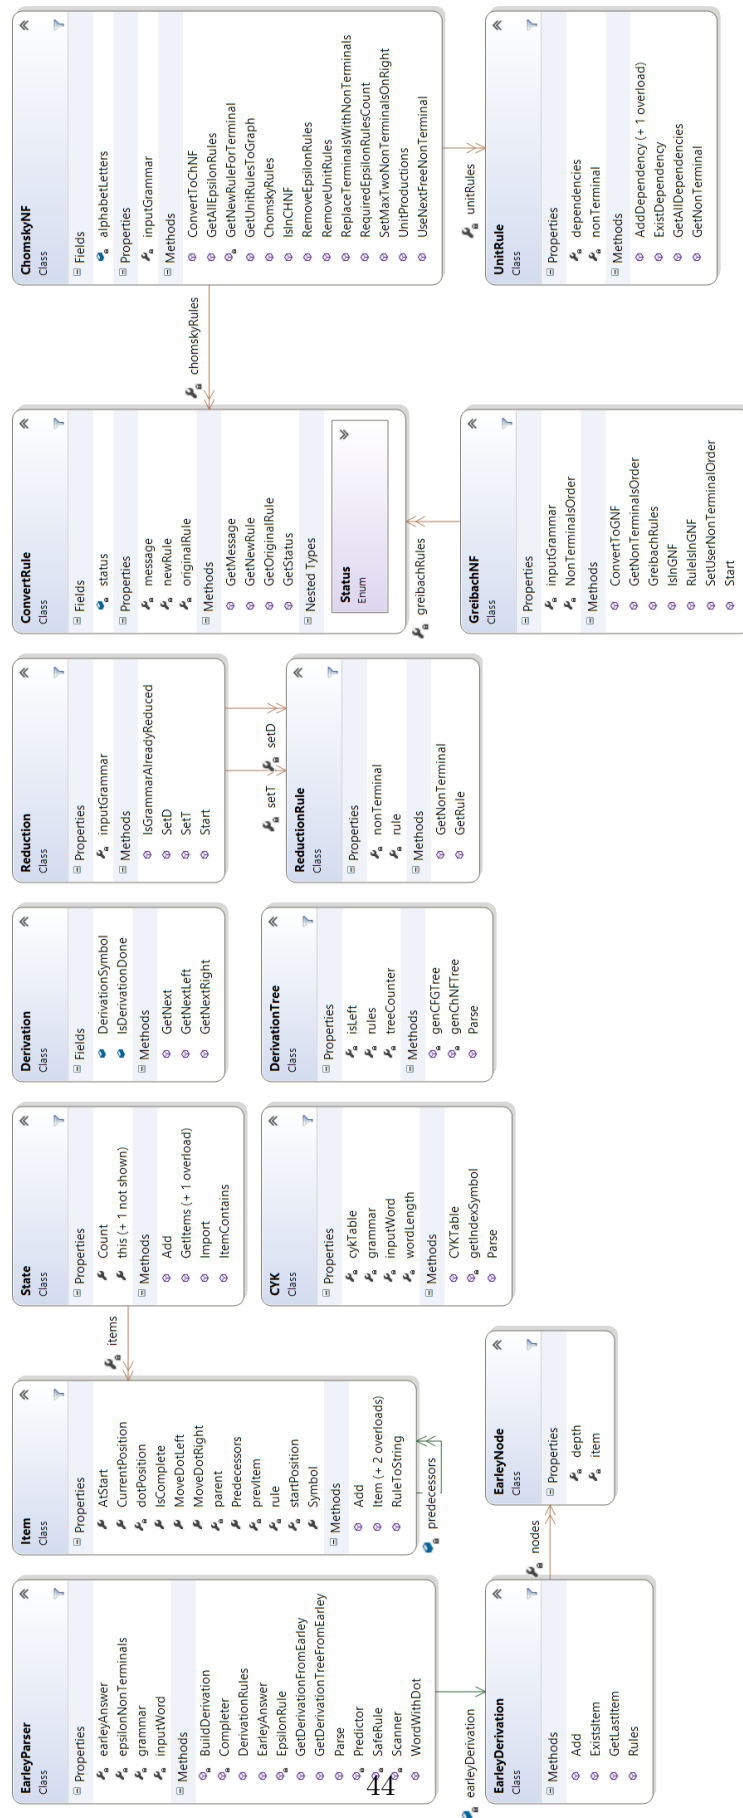 EarleyParser
Class
Properties
earleyAnswer
epsilonNonTerminals
grammar
inputWord
Methods
BuildDerivation
Completer
DerivationRules
EarleyAnswer
EpsilonRule
GetDerivationFromEarley
GetDerivationTreeFromEarley
Parse
Predictor
SafeRule
Scanner
WordWithDot
earleyDerivation
EarleyDerivation
Class
Methods
Add
ExistsItem
GetLastItem
Rules
nodes
Item
Class
Properties
AtStart
CurrentPosition
dotPosition
IsComplete
MoveDotLeft
MoveDotRight
parent
Predecessors
prevItem
rule
startPosition
Symbol
Methods
Add
Item (+ 2 overloads)
RuleToString
predecessors
EarleyNode
Class
Properties
depth
item
items
State
Class
Properties
Count
this (+ 1 not shown)
Methods
Add
GetItems (+ 1 overload)
Import
ItemContains
CYK
Class
Properties
cykTable
grammar
inputWord
wordLength
Methods
CYKTable
getIndexSymbol
Parse
Derivation
Class
Fields
DerivationSymbol
IsDerivationDone
Methods
GetNext
GetNextLeft
GetNextRight
DerivationTree
Class
Properties
isLeft
rules
treeCounter
Methods
genCFGTree
genChNFTree
Parse
Reduction
Class
Properties
inputGrammar
Methods
IsGrammarAlreadyReduced
SetD
SetT
Start
setT
setD
ReductionRule
Class
Properties
nonTerminal
rule
Methods
GetNonTerminal
GetRule
ConvertRule
Class
Fields
status
Properties
message
newRule
originalRule
Methods
GetMessage
GetNewRule
GetOriginalRule
GetStatus
Nested Types
Status
Enum
greibachRules
GreibachNF
Class
Properties
inputGrammar
NonTerminalsOrder
Methods
ConvertToGNF
GetNonTerminalsOrder
GreibachRules
IsInGNF
RuleIsInGNF
SetUserNonTerminalOrder
Start
chomskyRules
ChomskyNF
Class
Fields
alphabetLetters
Properties
inputGrammar
Methods
ConvertToChNF
GetAllEpsilonRules
GetNewRuleForTerminal
GetUnitRulesToGraph
ChomskyRules
IsInCHNF
RemoveEpsilonRules
RemoveUnitRules
ReplaceTerminalsWithNonTerminals
RequiredEpsilonRulesCount
SetMaxTwoNonTerminalsOnRight
UnitProductions
UseNextFreeNonTerminal
unitRules
UnitRule
Class
Properties
dependencies
nonTerminal
Methods
AddDependency (+ 1 overload)
ExistDependency
GetAllDependencies
GetNonTerminal
44